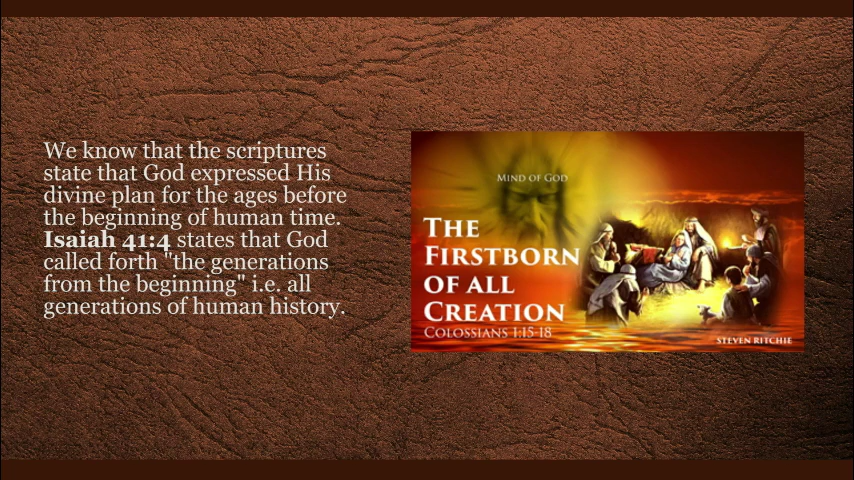 We know that the scriptures
state that God expressed His
divine plan for the ages before
the beginning of human time.
Isaiah 41:4 states that God
called forth "the generations
from the beginning" i.e. all
generations of human history.
Mind of God
The
Firstborn
of all
Creation
Colossians 1:15-18
Steven Ritchie